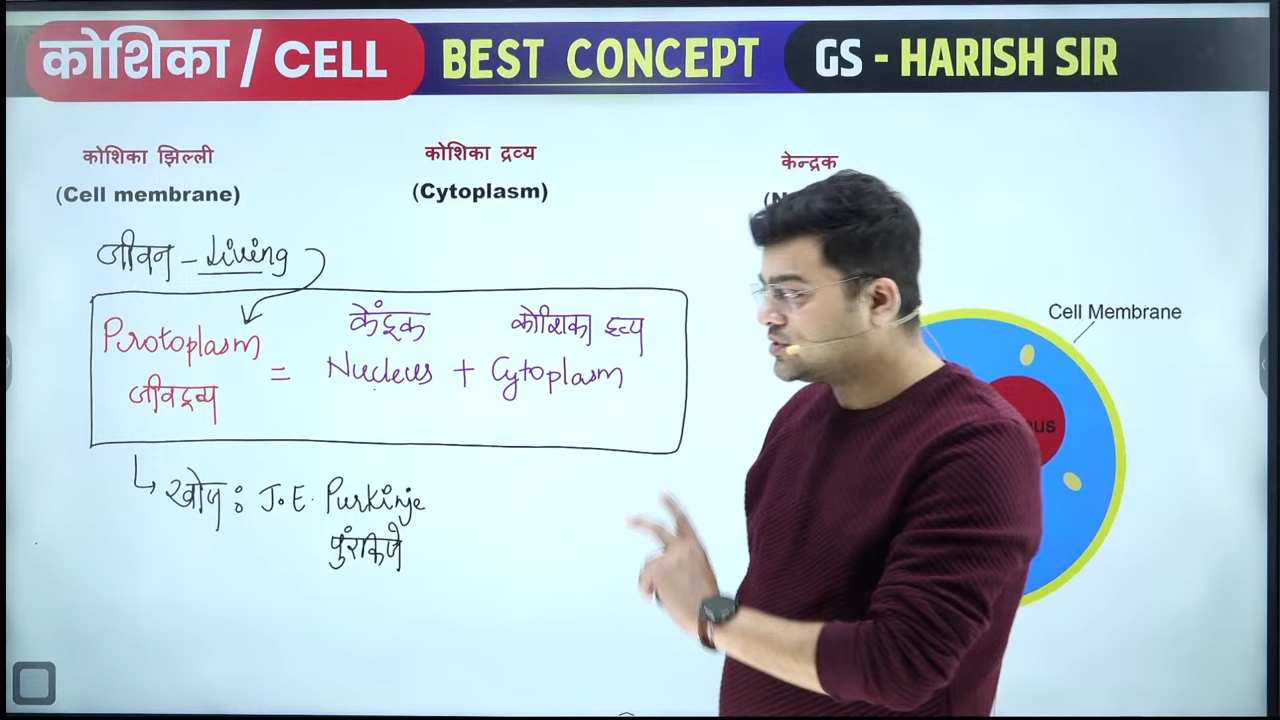 कोशिका / CELL BEST CONCEPT GS - HARISH SIR
कोशिका झिल्ली
(Cell membrane)
कोशिका द्रव्य
(Cytoplasm)
केन्द्रक
जीवन - Living
Protoplasm = Nucleus + Cytoplasm
जीवद्रव्य
केंद्रक
कोशिका द्रव्य
खोज : J.E. Purkinje
पुरंकिंजे
Cell Membrane